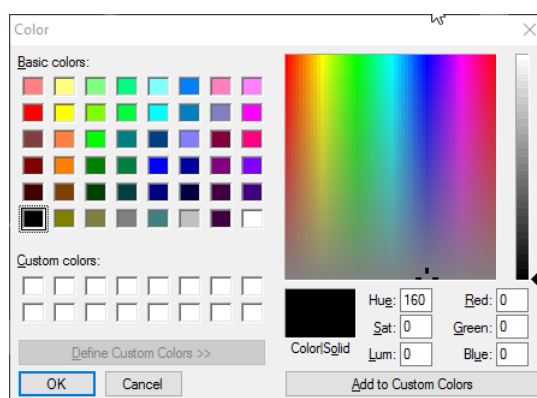 Color
Basic colors:
Custom colors:
Define Custom Colors >>
OK Cancel
Color|Solid
Hue: 160 Red: 0
Sat: 0 Green: 0
Lum: 0 Blue: 0
Add to Custom Colors